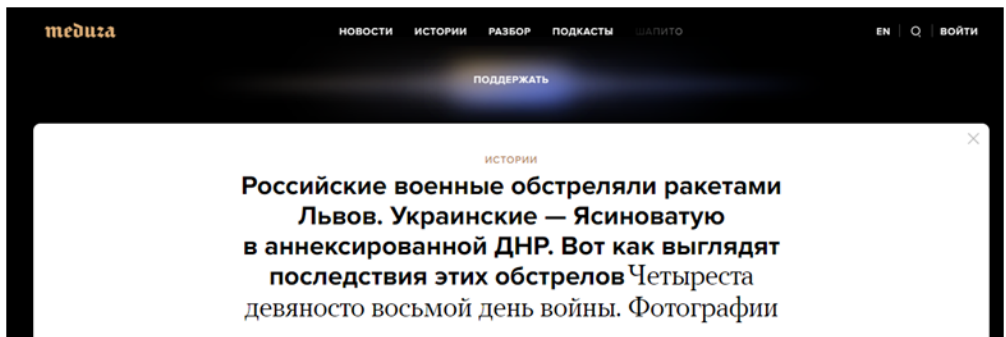 meduza
НОВОСТИ ИСТОРИИ РАЗБОР ПОДКАСТЫ ШАПИТО
EN ВОЙТИ
ПОДДЕРЖАТЬ
ИСТОРИИ
Российские военные обстреляли ракетами
Львов. Украинские — Ясиноватую
в аннексированной ДНР. Вот как выглядят
последствия этих обстрелов Четыреста
девяносто восьмой день войны. Фотографии